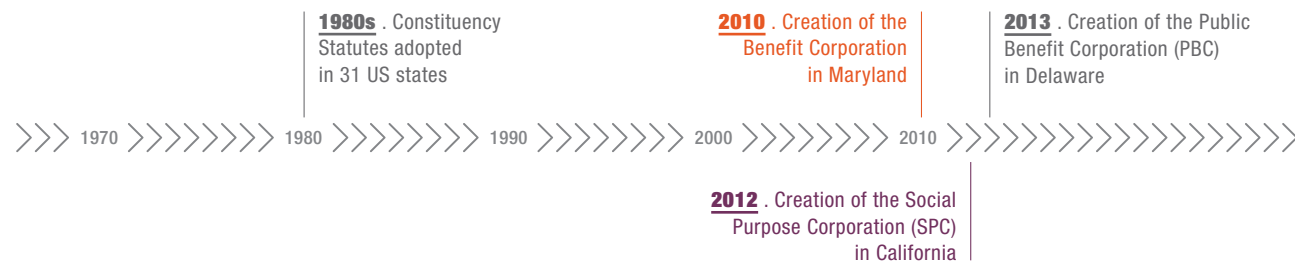 1980s . Constituency
Statutes adopted
in 31 US states
2010 . Creation of the
Benefit Corporation
in Maryland
2013 . Creation of the Public
Benefit Corporation (PBC)
in Delaware
1970 1980 1990 2000 2010
2012 . Creation of the Social
Purpose Corporation (SPC)
in California